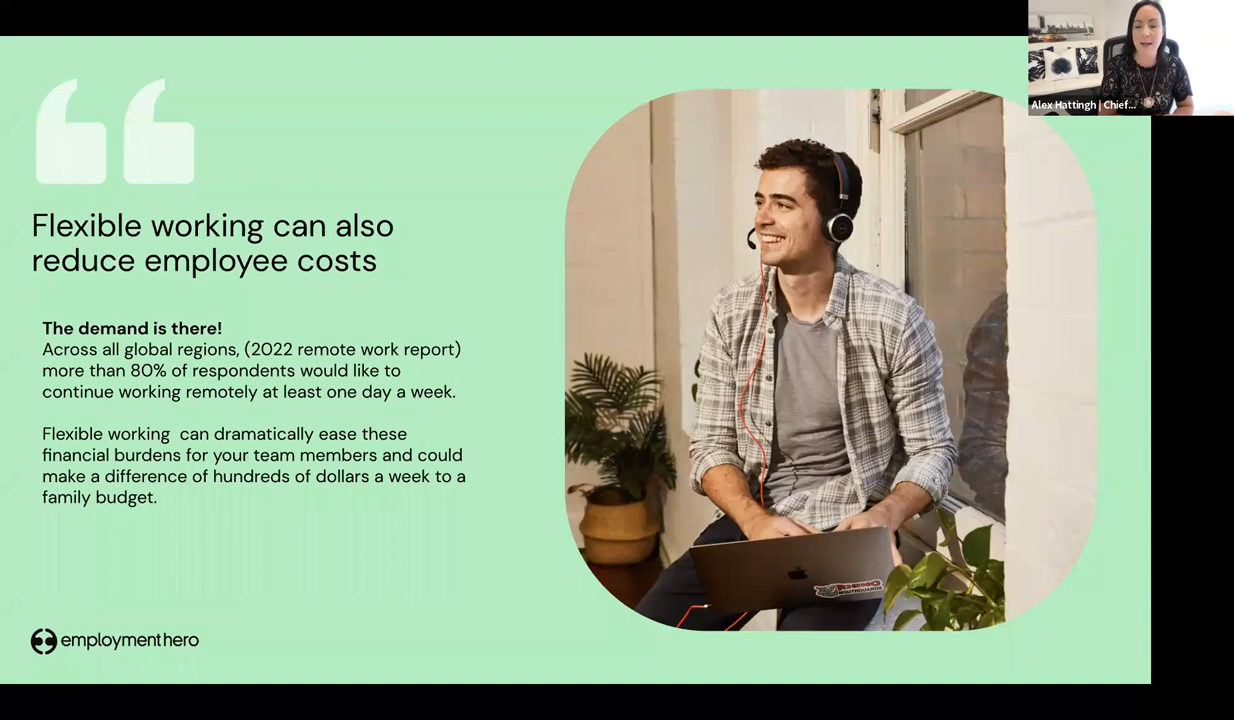 Alex Hattingh | Chief...
Flexible working can also
reduce employee costs
The demand is there!
Across all global regions, (2022 remote work report)
more than 80% of respondents would like to
continue working remotely at least one day a week.
Flexible working can dramatically ease these
financial burdens for your team members and could
make a difference of hundreds of dollars a week to a
family budget.
employmenthero
MOUTHGUARDS